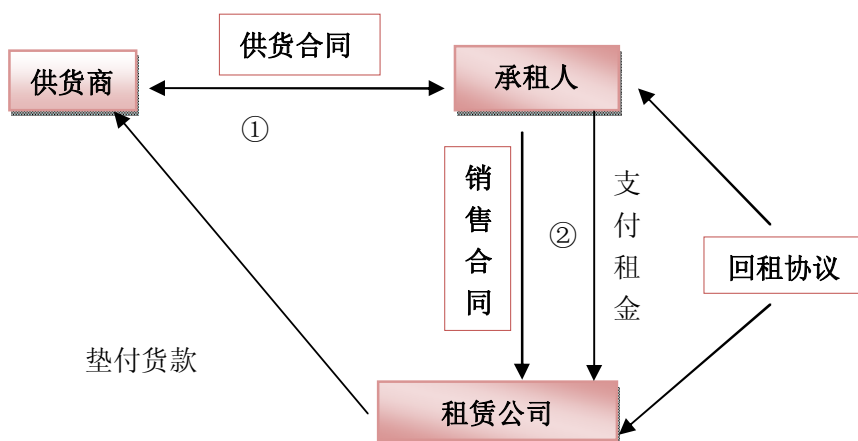 供货合同
供货商
承租人
①
销售合同
②
支付租金
回租协议
垫付货款
租赁公司